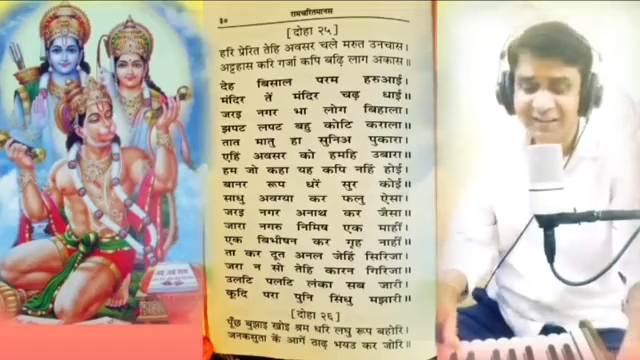 ३०
रामचरितमानस
[दोहा २५]
हरि प्रेरित तेहि अवसर चले मरुत उनचास।
अट्टहास करि गर्जा कपि बढ़ि लाग अकास॥
देह बिसाल परम हरुआई।
मंदिर तें मंदिर चढ़ धाई॥
जरइ नगर भा लोग बिहाला।
झपट लपट बहु कोटि कराला॥
तात मातु हा सुनिअ पुकारा।
एहिं अवसर को हमहि उबारा॥
हम जो कहा यह कपि नहिं होई।
बानर रूप धरें सुर कोई॥
साधु अवग्या कर फलु ऐसा।
जरइ नगर अनाथ कर जैसा॥
जारा नगरु निमिष एक माहीं।
एक बिभीषन कर गृह नाहीं॥
ता कर दूत अनल जेहिं सिरिजा।
जरा न सो तेहि कारन गिरिजा॥
उलटि पलटि लंका सब जारी।
कूदि परा पुनि सिंधु मझारी॥
[दोहा २६]
पूँछ बुझाइ खोइ श्रम धरि लघु रूप बहोरि।
जनकसुता कें आगें ठाढ़ भयउ कर जोरि॥